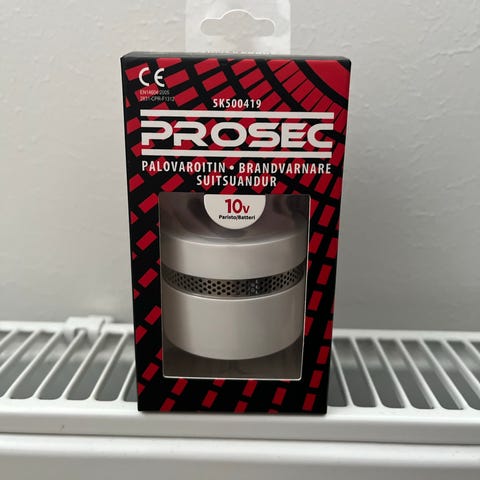 CE
EN14604:2005
2831-CPR-F1312
SK500419
PROSEC
PALOVAROITIN • BRANDVARNARE
SUITSUANDUR
10v
Paristo/Batteri